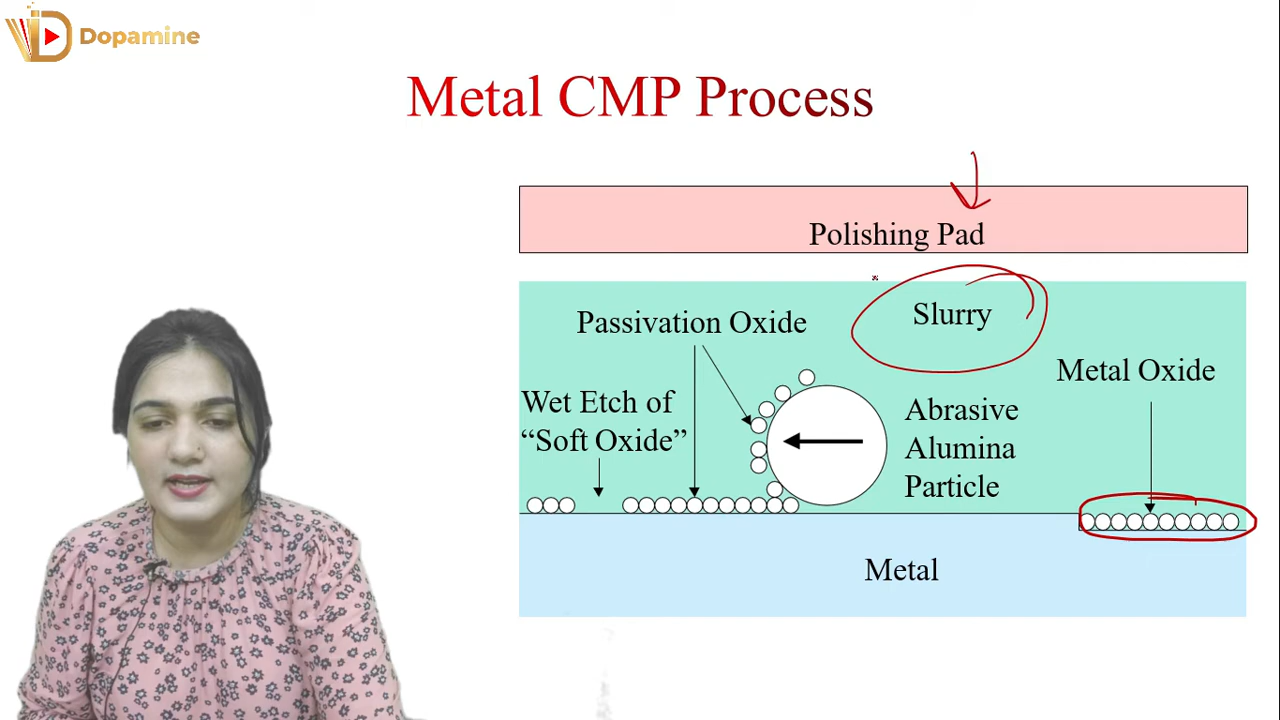 Dopamine
Metal CMP Process
Polishing Pad
Slurry
Passivation Oxide
Metal Oxide
Wet Etch of
“Soft Oxide”
Abrasive
Alumina
Particle
Metal